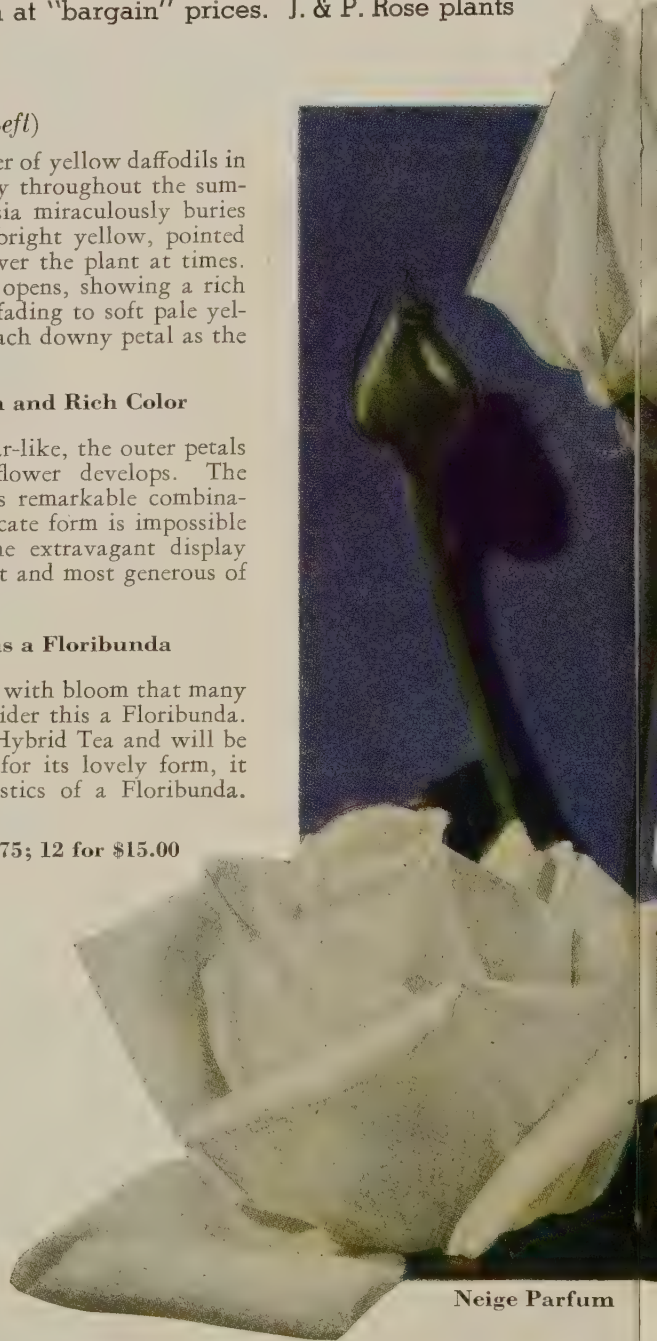 at "bargain" prices. J. & P. Rose plants
eft)
er of yellow daffodils in
y throughout the sum-
sia miraculously buries
bright yellow, pointed
ver the plant at times.
opens, showing a rich
fading to soft pale yel-
ach downy petal as the
and Rich Color
r-like, the outer petals
flower develops. The
s remarkable combina-
cate form is impossible
ne extravagant display
t and most generous of
as a Floribunda
with bloom that many
ider this a Floribunda.
Hybrid Tea and will be
for its lovely form, it
stics of a Floribunda.
75; 12 for $15.00
Neige Parfum